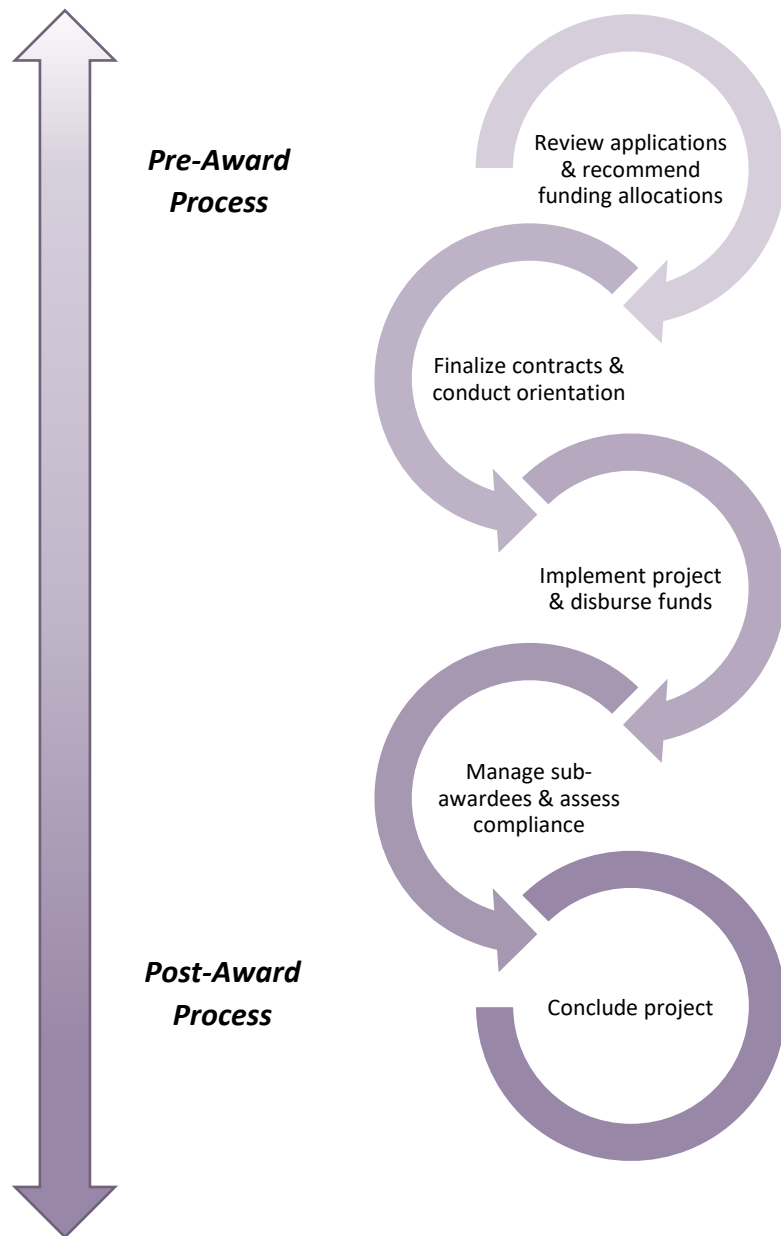 Pre-Award
Process
Review applications
& recommend
funding allocations
Finalize contracts &
conduct orientation
Implement project
& disburse funds
Manage sub-
awardees & assess
compliance
Post-Award
Process
Conclude project